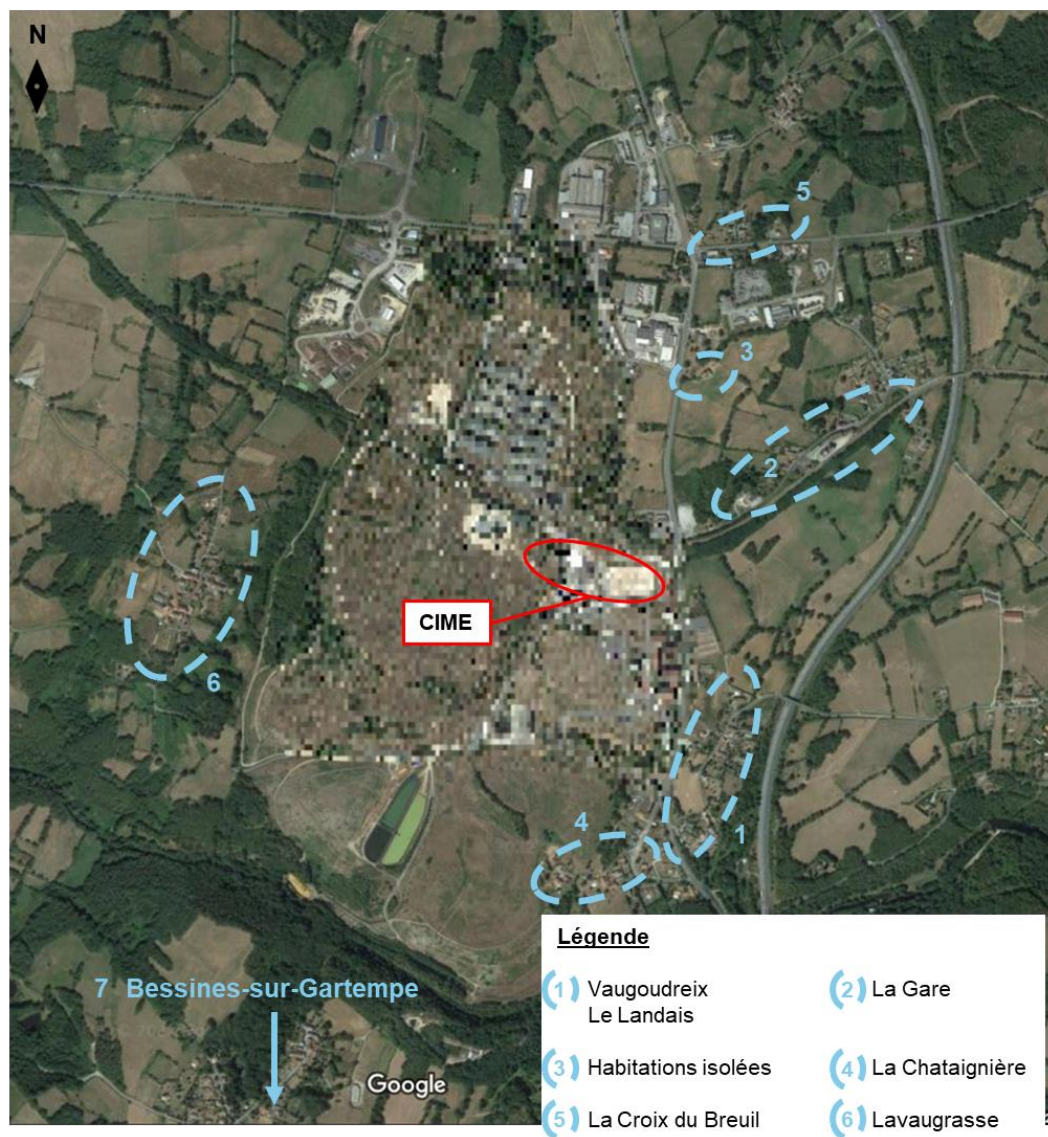 N
5
3
2
CIME
6
4
1
7 Bessines-sur-Gartempe
Google
Légende
1 Vaugoudreix
Le Landais
2 La Gare
3 Habitations isolées
4 La Chataignière
5 La Croix du Breuil
6 Lavaugrasse